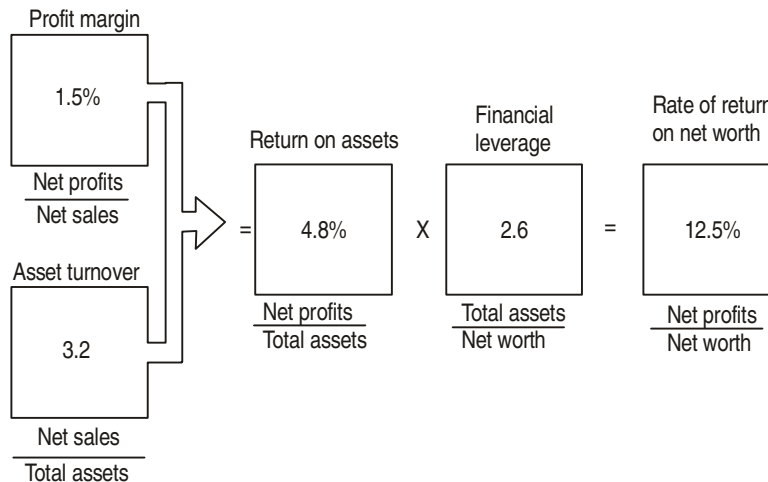 Profit margin
1.5%
Net profits
Net sales
Asset turnover
3.2
Net sales
Total assets
=
Return on assets
4.8%
Net profits
Total assets
X
Financial
leverage
2.6
Total assets
Net worth
=
Rate of return
on net worth
12.5%
Net profits
Net worth